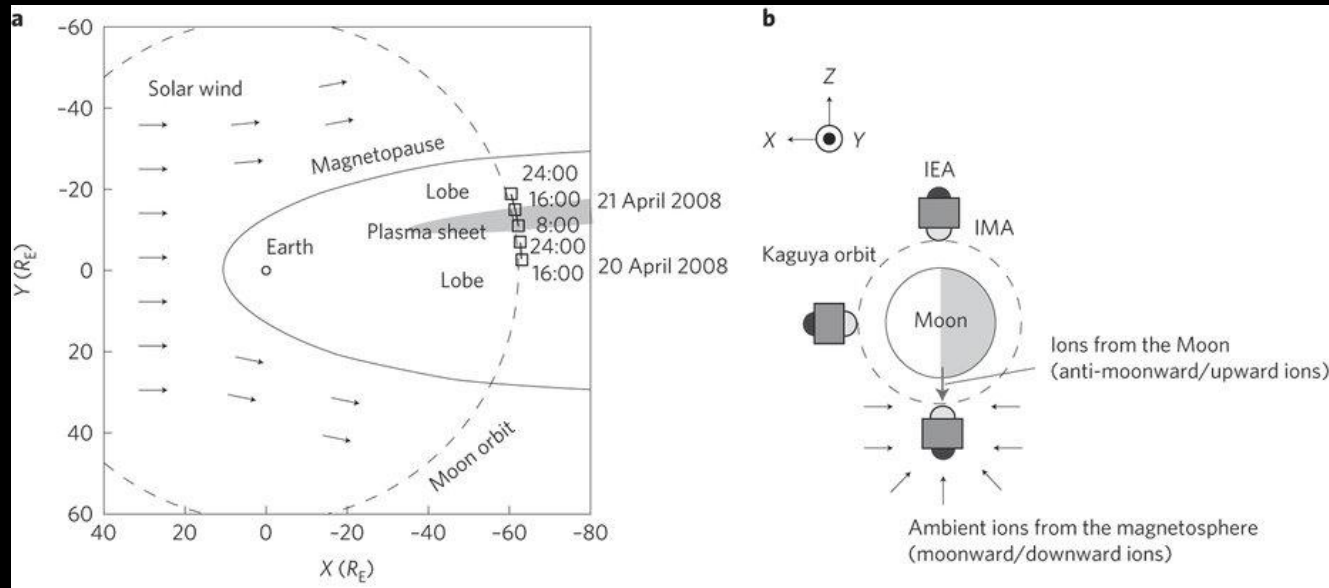 a
Solar wind
Magnetopause
Lobe
Plasma sheet
Earth
Lobe
Moon orbit
24:00
16:00
21 April 2008
8:00
24:00
16:00
20 April 2008
–60
–40
–20
0
20
40
60
Y (RE)
40
20
0
–20
–40
–60
–80
X (RE)
b
Z
X
Y
IEA
IMA
Kaguya orbit
Moon
Ions from the Moon
(anti-moonward/upward ions)
Ambient ions from the magnetosphere
(moonward/downward ions)